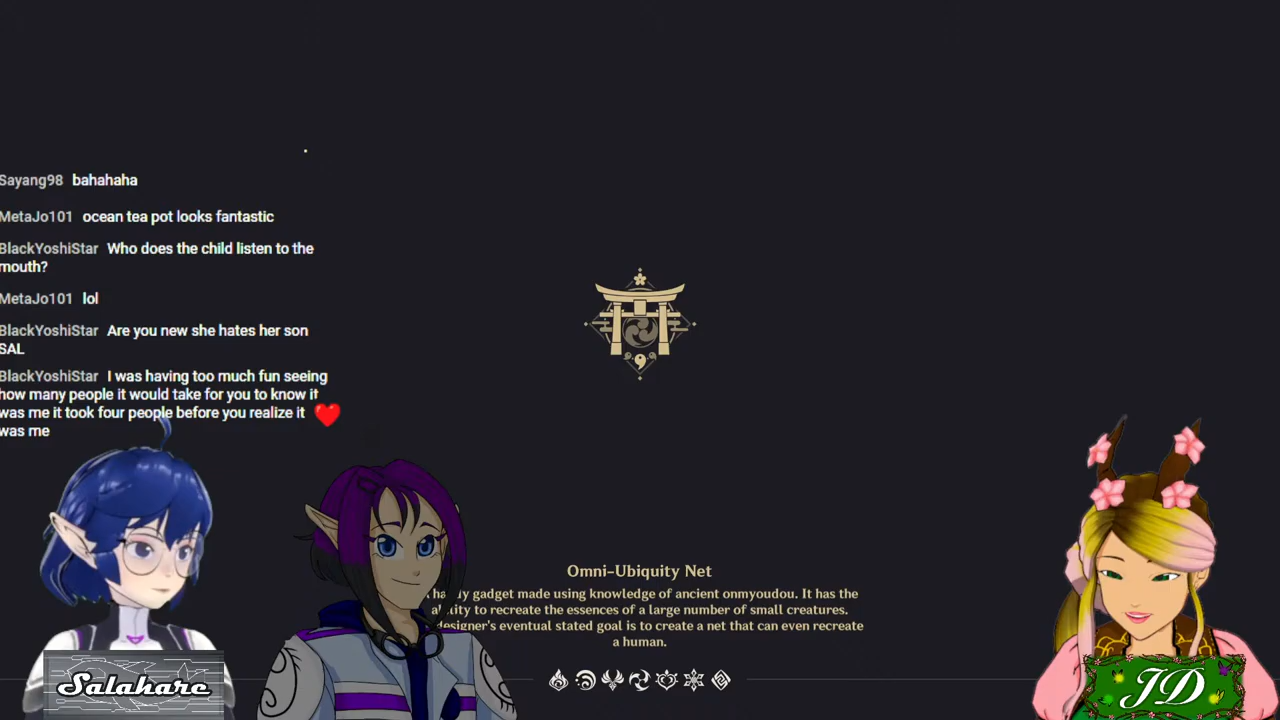 Sayang98 bahahaha
MetaJo101 ocean tea pot looks fantastic
BlackYoshiStar Who does the child listen to the
mouth?
MetaJo101 lol
BlackYoshiStar Are you new she hates her son
SAL
BlackYoshiStar I was having too much fun seeing
how many people it would take for you to know it
was me it took four people before you realize it
was me
Omni-Ubiquity Net
gadget made using knowledge of ancient onmyoudou. It has the
to recreate the essences of a large number of small creatures.
designer's eventual stated goal is to create a net that can even recreate
a human.
Salahare
JD